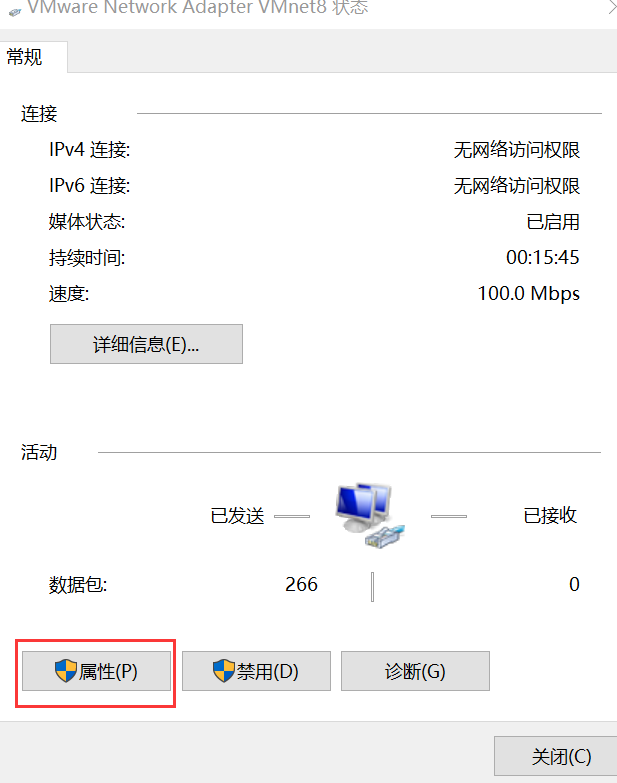 VMware Network Adapter VMnet8 状态
常规
连接
IPv4 连接: 无网络访问权限
IPv6 连接: 无网络访问权限
媒体状态: 已启用
持续时间: 00:15:45
速度: 100.0 Mbps
详细信息(E)...
活动
已发送 已接收
数据包: 266 0
属性(P) 禁用(D) 诊断(G)
关闭(C)